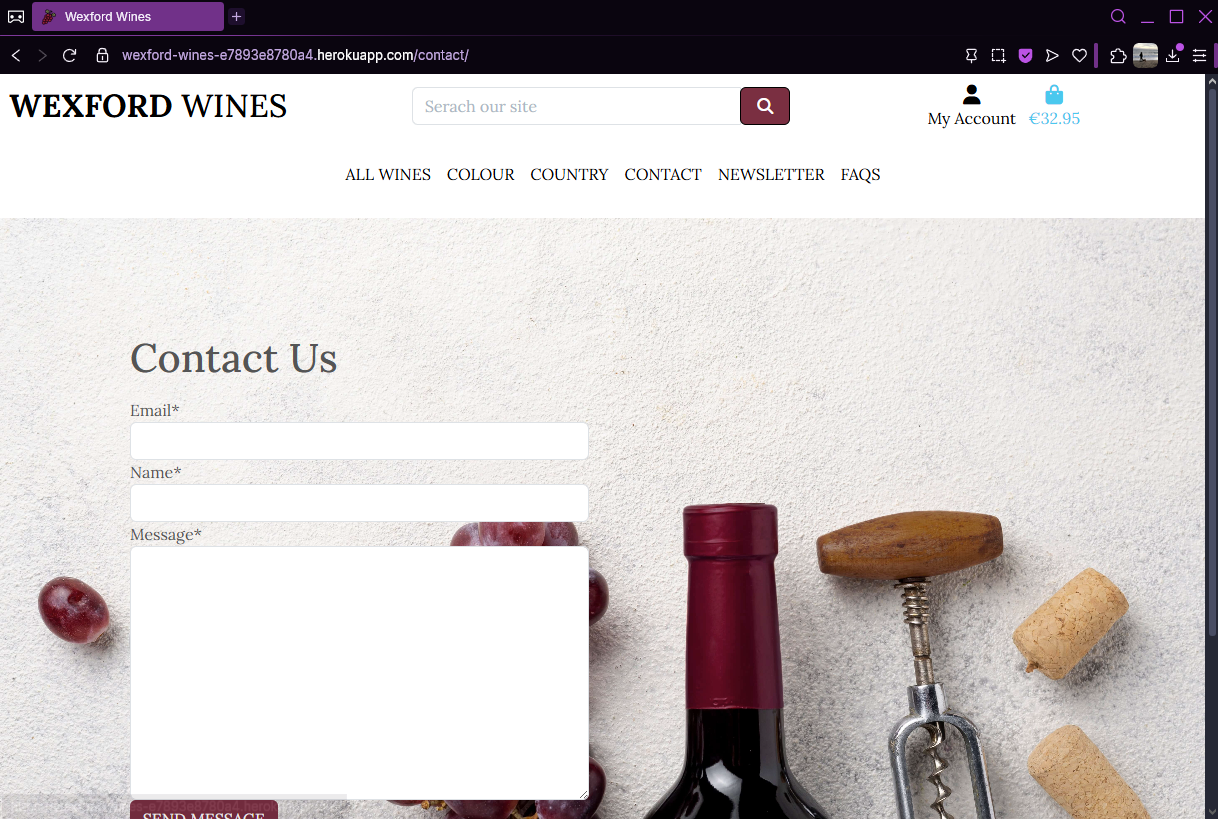 Wexford Wines
wexford-wines-e7893e8780a4.herokuapp.com/contact/
WEXFORD WINES
Serach our site
My Account
€32.95
ALL WINES COLOUR COUNTRY CONTACT NEWSLETTER FAQS
Contact Us
Email*
Name*
Message*
SEND MESSAGE